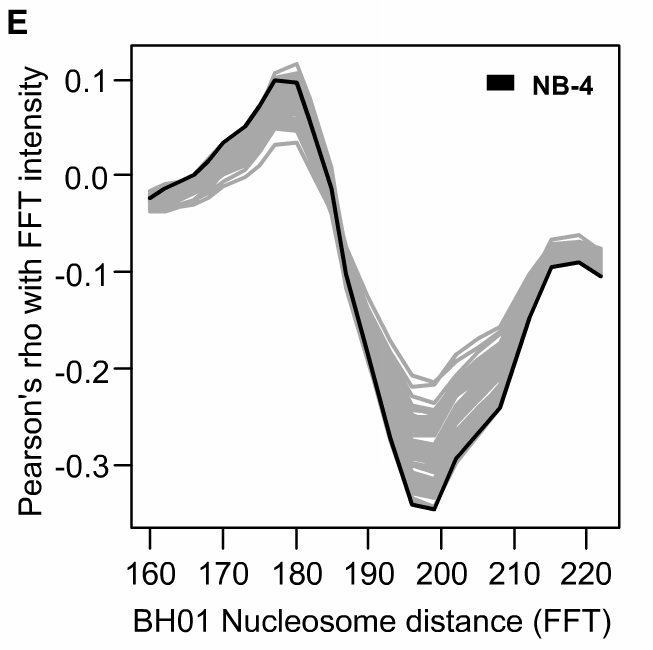 E
NB-4
Pearson's rho with FFT intensity
0.1
0.0
-0.1
-0.2
-0.3
160 170 180 190 200 210 220
BH01 Nucleosome distance (FFT)